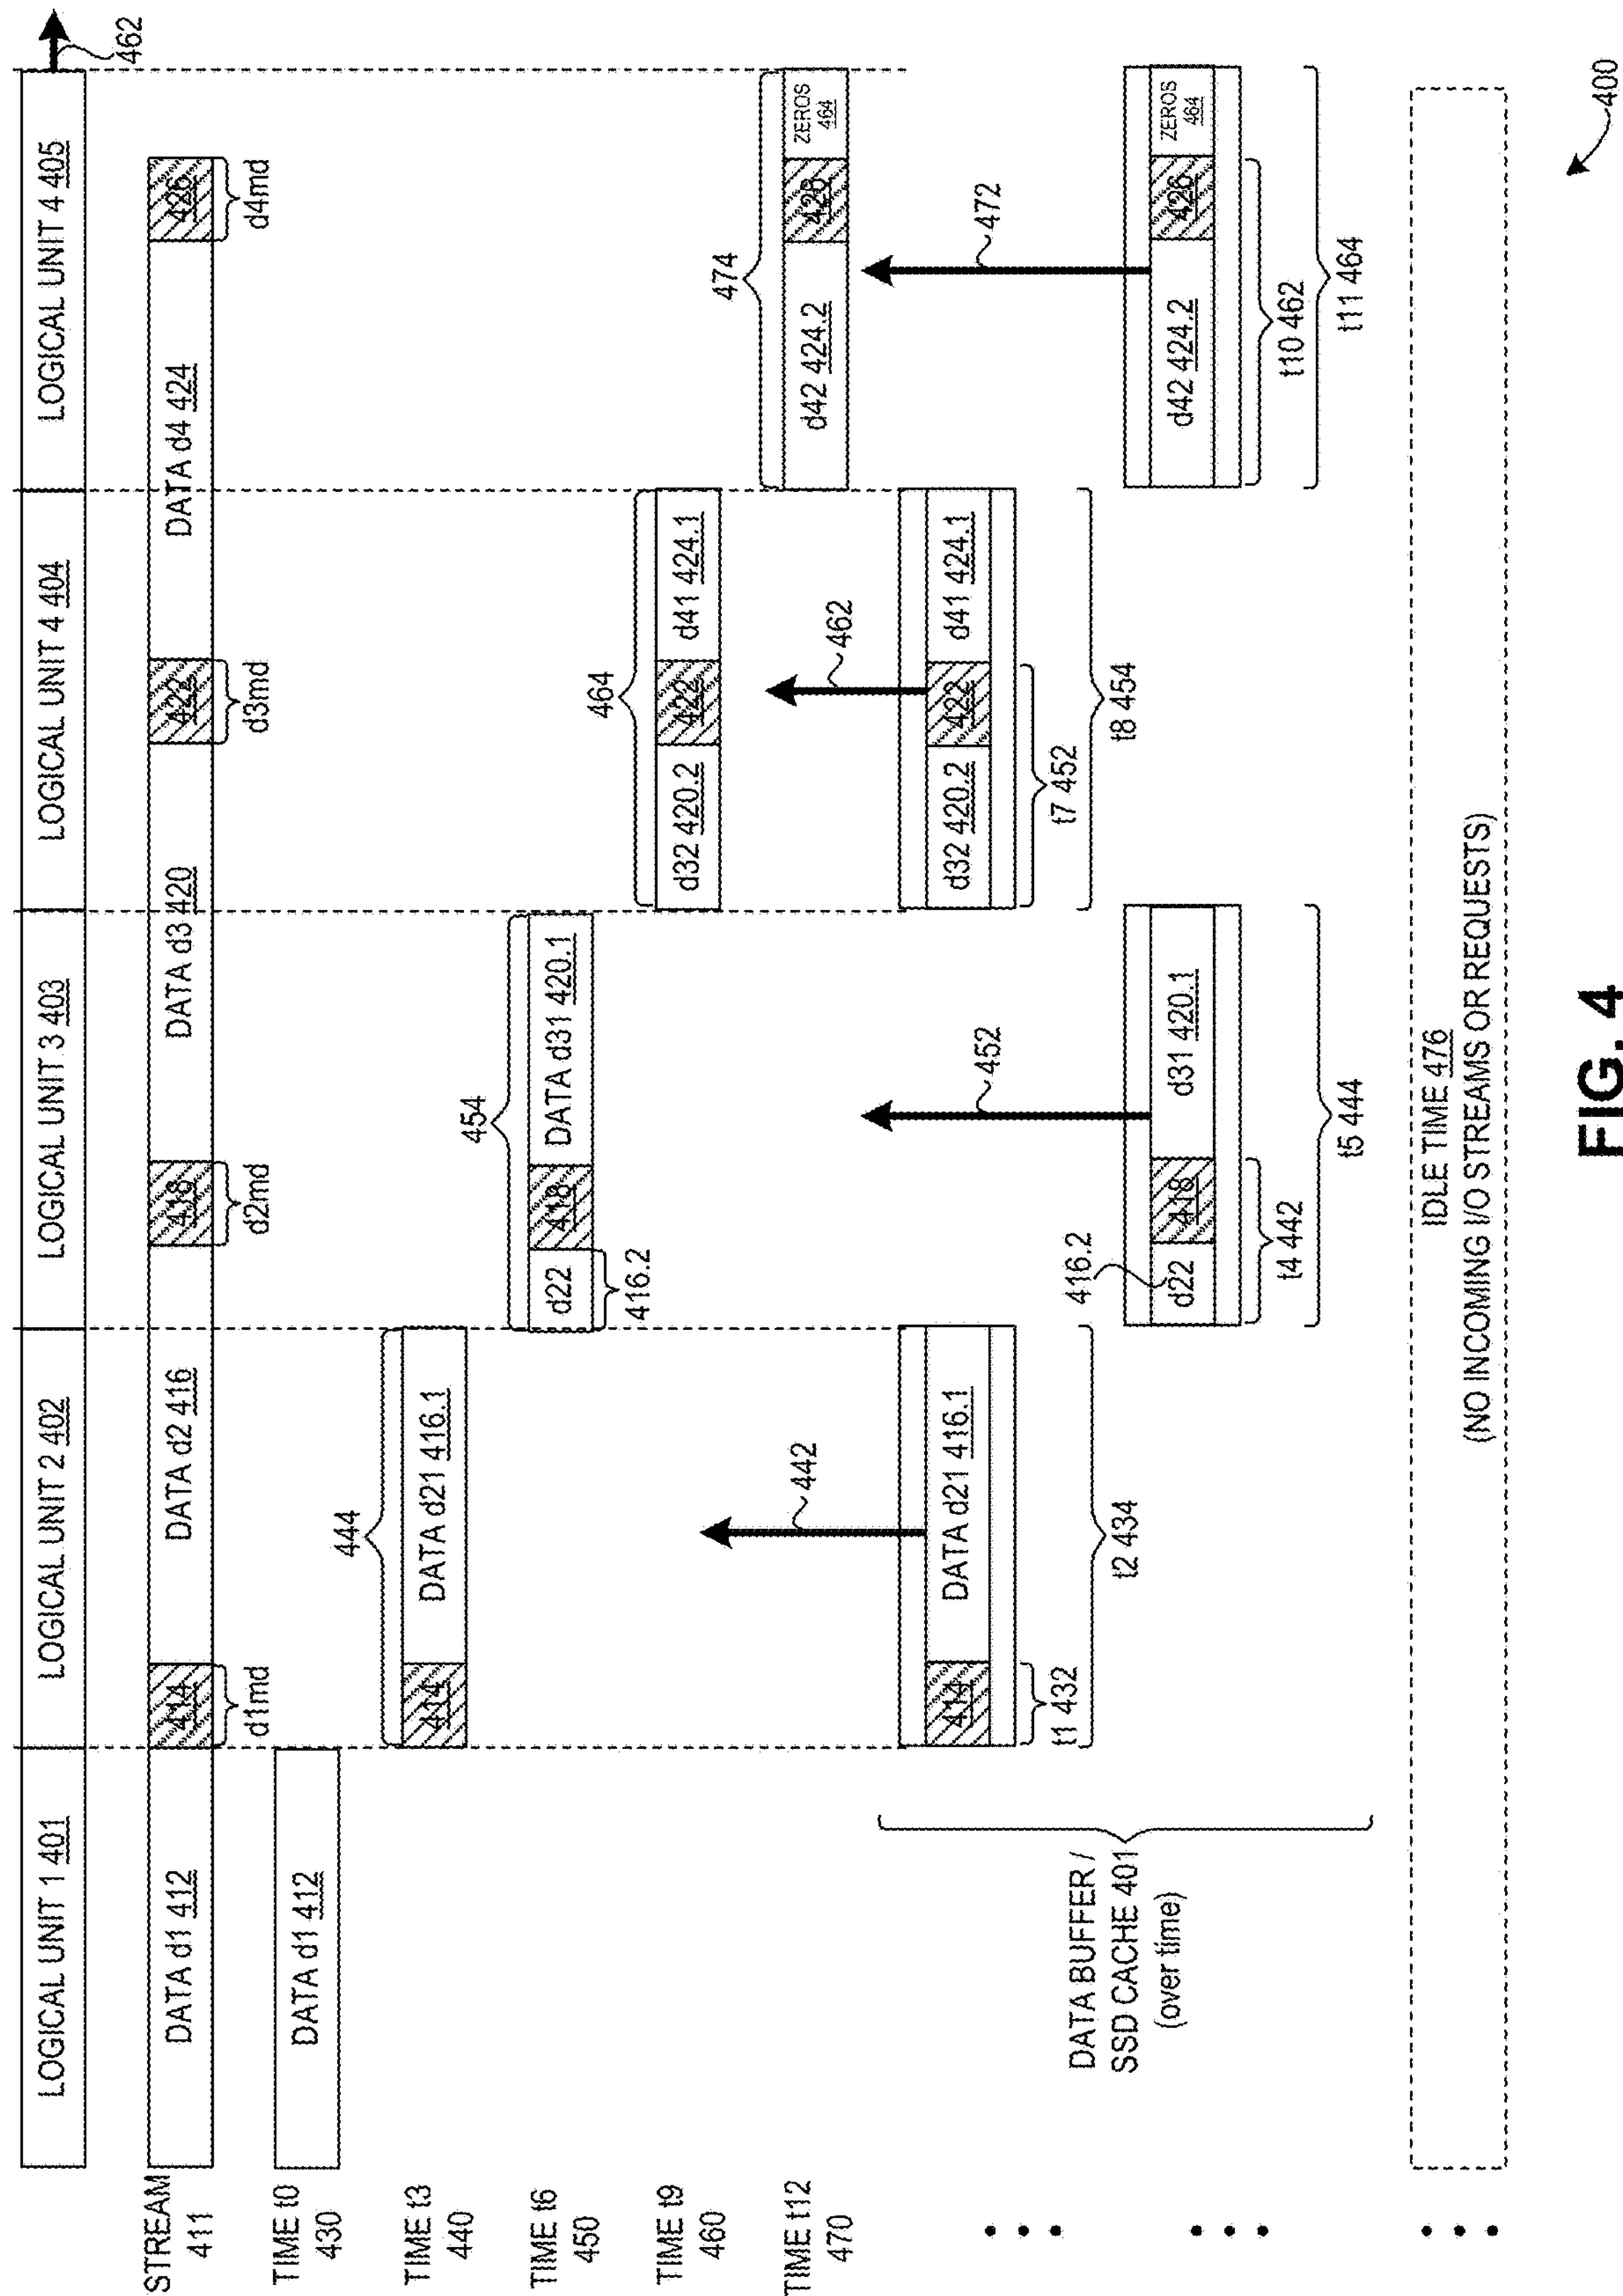 LOGICAL UNIT 1 401
LOGICAL UNIT 2 402
LOGICAL UNIT 3 403
LOGICAL UNIT 4 404
LOGICAL UNIT 4 405
462
STREAM
411
DATA d1 412
414
DATA d2 416
418
DATA d3 420
422
DATA d4 424
426
d1md
d2md
d3md
d4md
TIME t0
430
DATA d1 412
444
TIME t3
440
414
DATA d21 416.1
454
TIME t6
450
d22
418
DATA d31 420.1
416.2
464
TIME t9
460
d32 420.2
422
d41 424.1
474
TIME t12
470
d42 424.2
426
ZEROS
464
442
462
452
472
DATA BUFFER /
SSD CACHE 401
(over time)
414
DATA d21 416.1
d32 420.2
422
d41 424.1
t1 432
t7 452
t2 434
t8 454
416.2
d22
418
d31 420.1
d42 424.2
426
ZEROS
464
t4 442
t10 462
t5 444
t11 464
IDLE TIME 476
(NO INCOMING I/O STREAMS OR REQUESTS)
400
FIG. 4